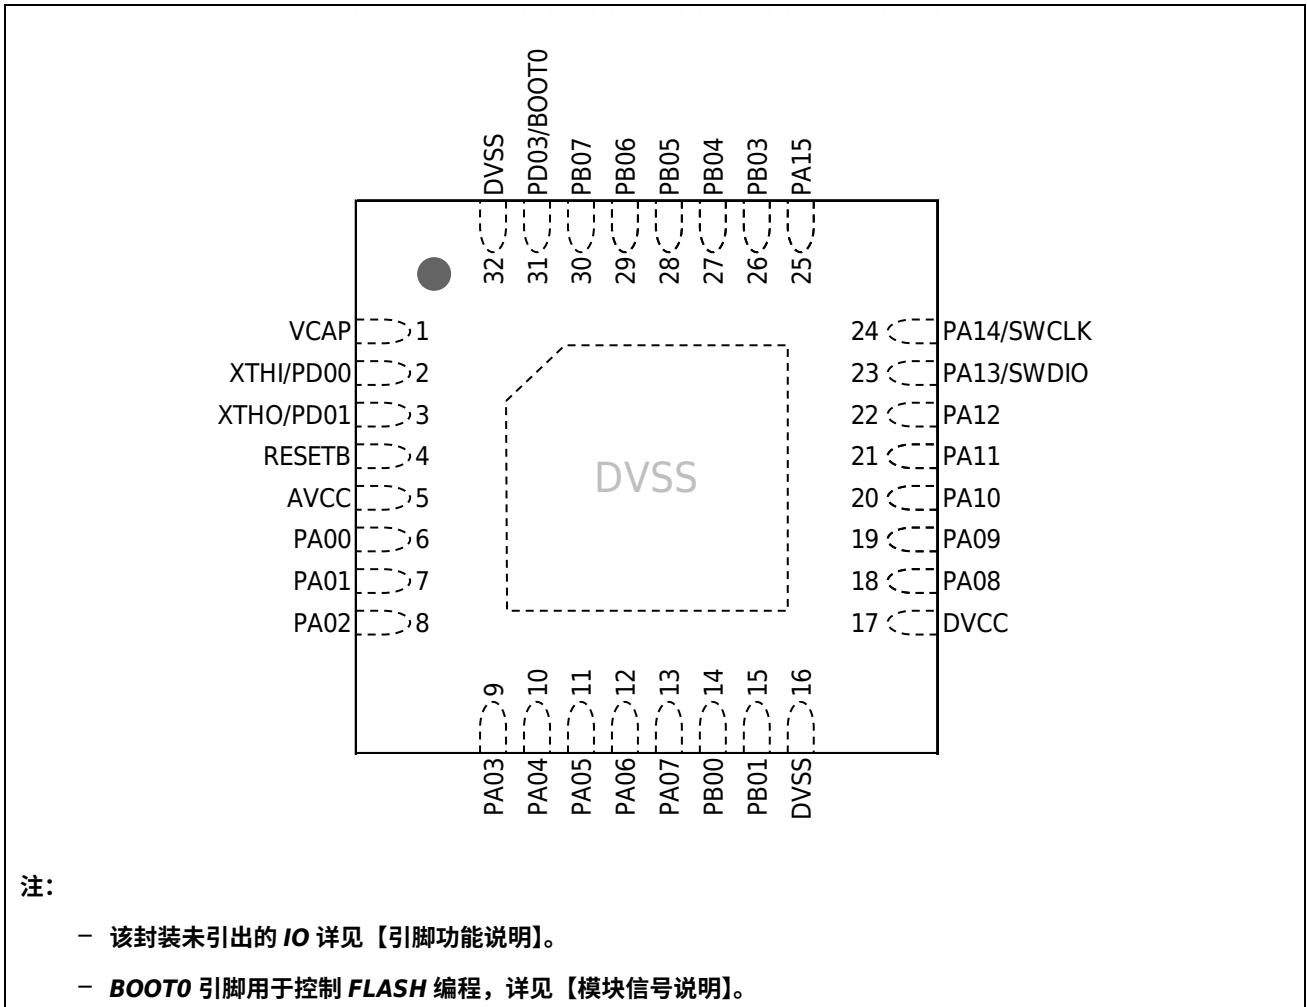 DVSS
PD03/BOOT0
PB07
PB06
PB05
PB04
PB03
PA15
32
31
30
29
28
27
26
25
VCAP 1
XTHI/PD00 2
XTHO/PD01 3
RESETB 4
AVCC 5
PA00 6
PA01 7
PA02 8
DVSS
24 PA14/SWCLK
23 PA13/SWDIO
22 PA12
21 PA11
20 PA10
19 PA09
18 PA08
17 DVCC
9
10
11
12
13
14
15
16
PA03
PA04
PA05
PA06
PA07
PB00
PB01
DVSS
注：
– 该封装未引出的 IO 详见【引脚功能说明】。
– BOOT0 引脚用于控制 FLASH 编程，详见【模块信号说明】。